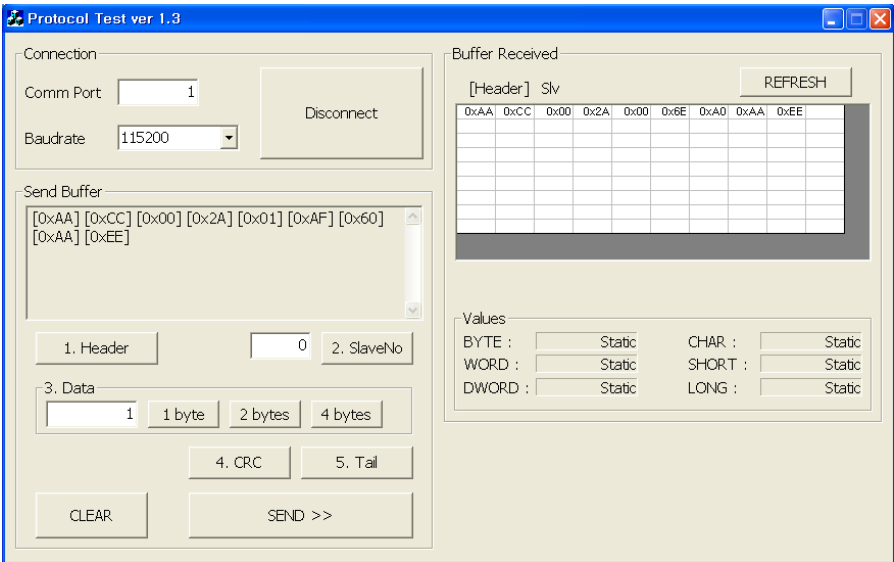 Protocol Test ver 1.3
Connection
Comm Port 1
Baudrate 115200
Disconnect
Send Buffer
[0xAA] [0xCC] [0x00] [0x2A] [0x01] [0xAF] [0x60]
[0xAA] [0xEE]
1. Header 0 2. SlaveNo
3. Data
1 1 byte 2 bytes 4 bytes
4. CRC 5. Tail
CLEAR SEND >>
Buffer Received
[Header] Slv REFRESH
0xAA 0xCC 0x00 0x2A 0x00 0x6E 0xA0 0xAA 0xEE
Values
BYTE : Static CHAR : Static
WORD : Static SHORT : Static
DWORD : Static LONG : Static